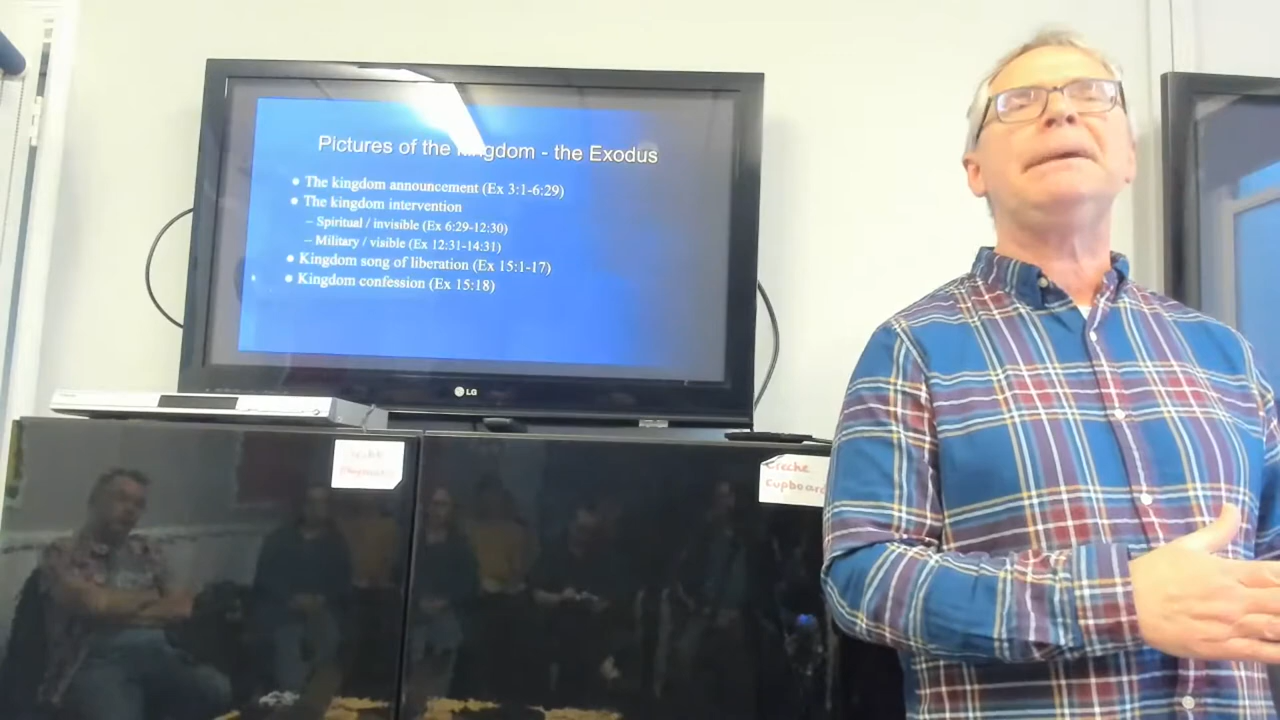 Pictures of the kingdom - the Exodus
• The kingdom announcement (Ex 3:1-6:29)
• The kingdom intervention
– Spiritual / invisible (Ex 6:29-12:30)
– Military / visible (Ex 12:31-14:31)
• Kingdom song of liberation (Ex 15:1-17)
• Kingdom confession (Ex 15:18)
LG
Creche
Cupboard